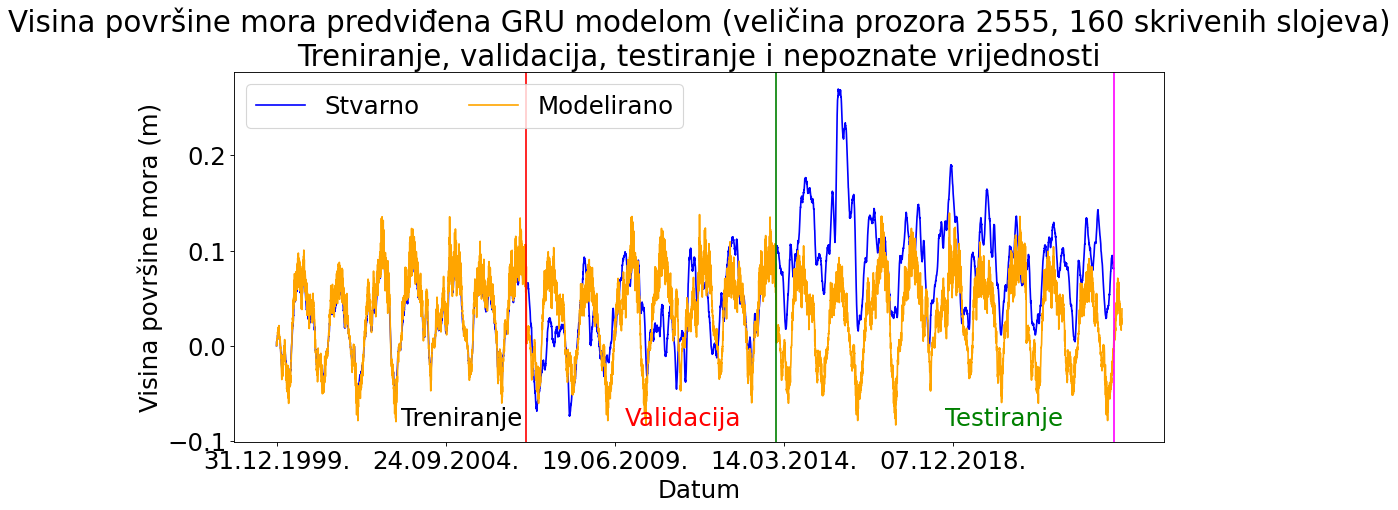 Visina površine mora predviđena GRU modelom (veličina prozora 2555, 160 skrivenih slojeva)
Treniranje, validacija, testiranje i nepoznate vrijednosti
Stvarno
Modelirano
Visina površine mora (m)
0.2
0.1
0.0
−0.1
Treniranje
Validacija
Testiranje
31.12.1999.
24.09.2004.
19.06.2009.
14.03.2014.
07.12.2018.
Datum